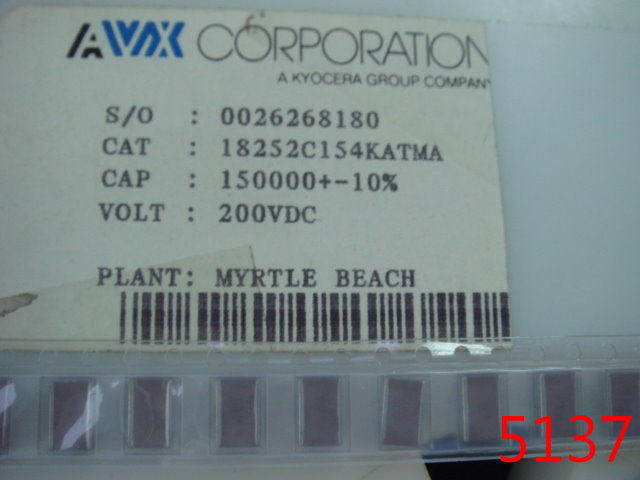 AVX CORPORATION
A KYOCERA GROUP COMPANY
S/O : 0026268180
CAT : 18252C154KATMA
CAP : 150000+-10%
VOLT : 200VDC
PLANT: MYRTLE BEACH
5137